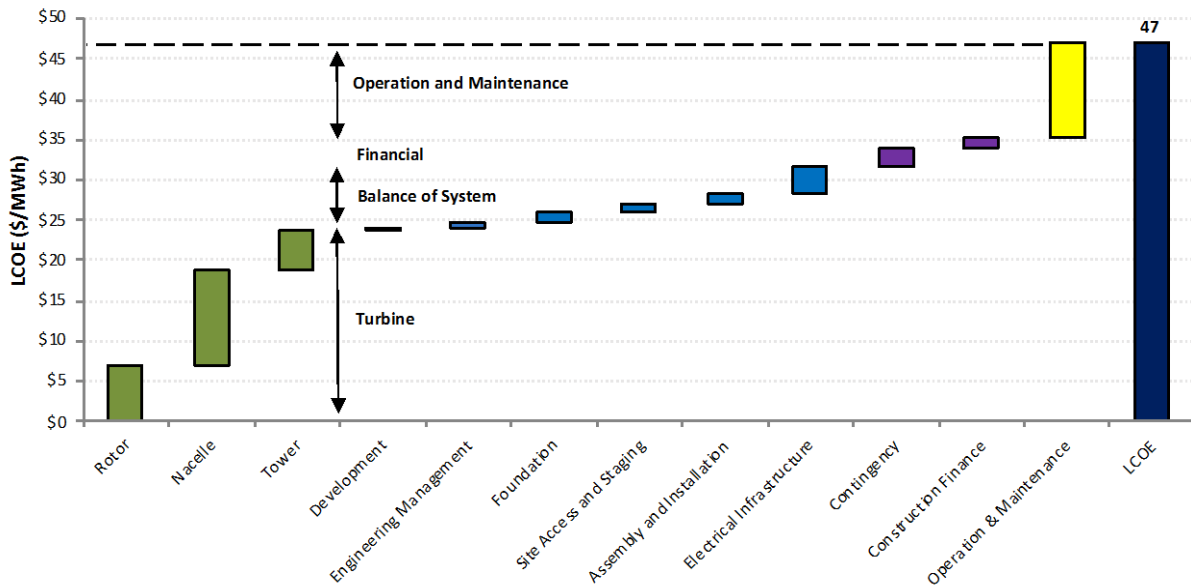 $50
$45
$40
$35
$30
$25
$20
$15
$10
$5
$0
LCOE ($/MWh)
47
Operation and Maintenance
Financial
Balance of System
Turbine
Rotor
Nacelle
Tower
Development
Engineering Management
Foundation
Site Access and Staging
Assembly and Installation
Electrical Infrastructure
Contingency
Construction Finance
Operation & Maintenance
LCOE